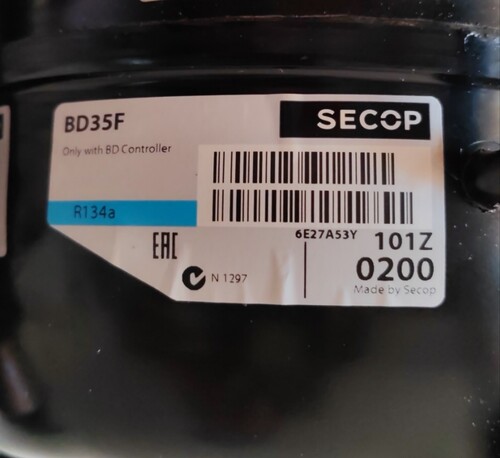 BD35F
SECOP
Only with BD Controller
R134a
6E27A53Y
101Z
EAC
N 1297
0200
Made by Secop